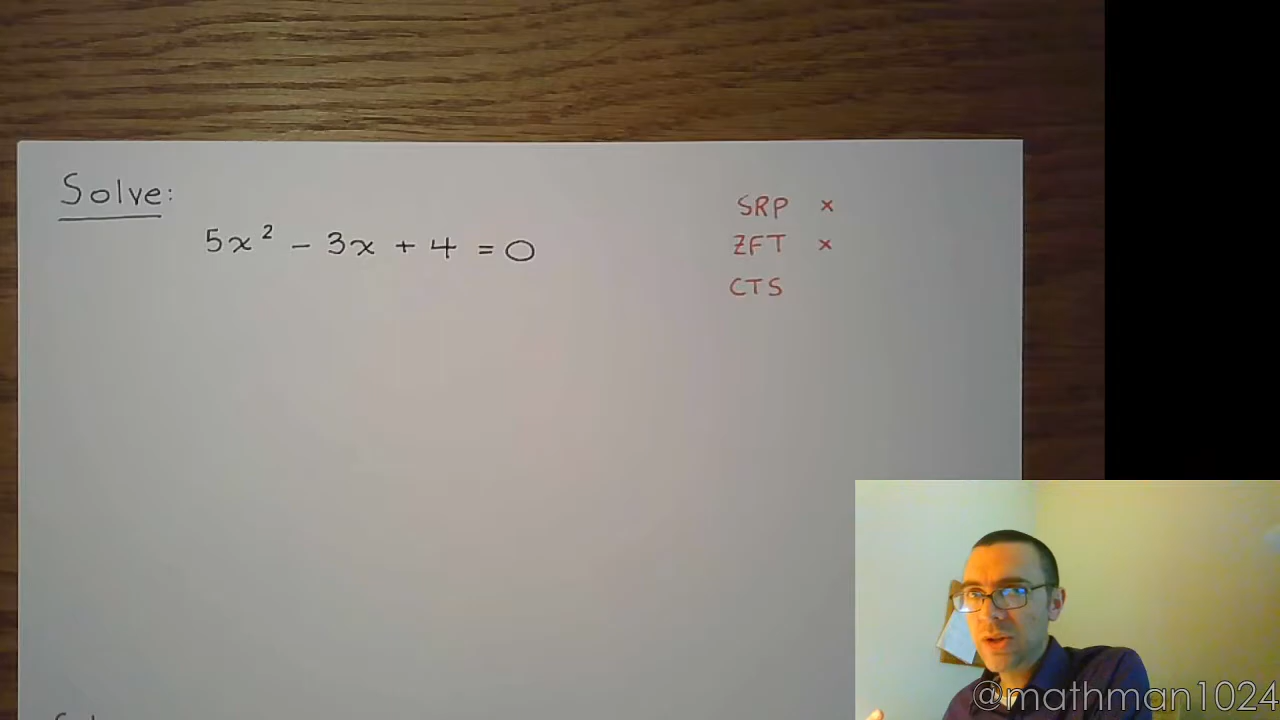 Solve:
5x² - 3x + 4 = 0
SRP ×
ZFT ×
CTS
@mathman1024